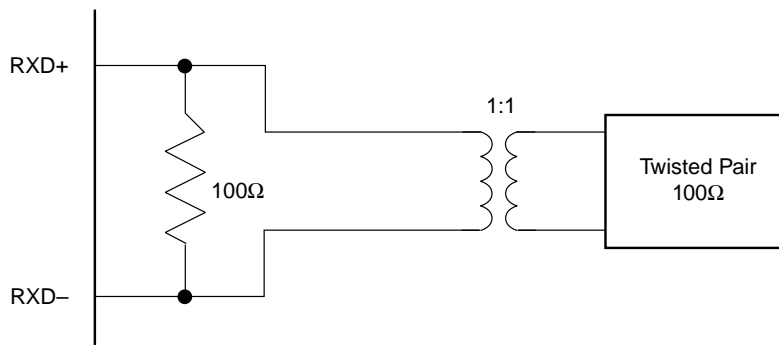 RXD+
1:1
100Ω
Twisted Pair
100Ω
RXD–